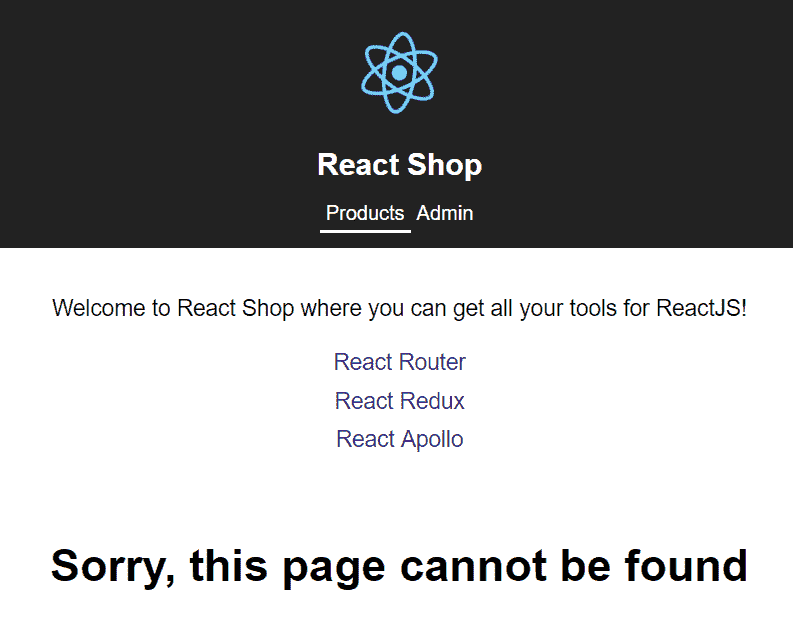 React Shop
Products Admin
Welcome to React Shop where you can get all your tools for ReactJS!
React Router
React Redux
React Apollo
Sorry, this page cannot be found